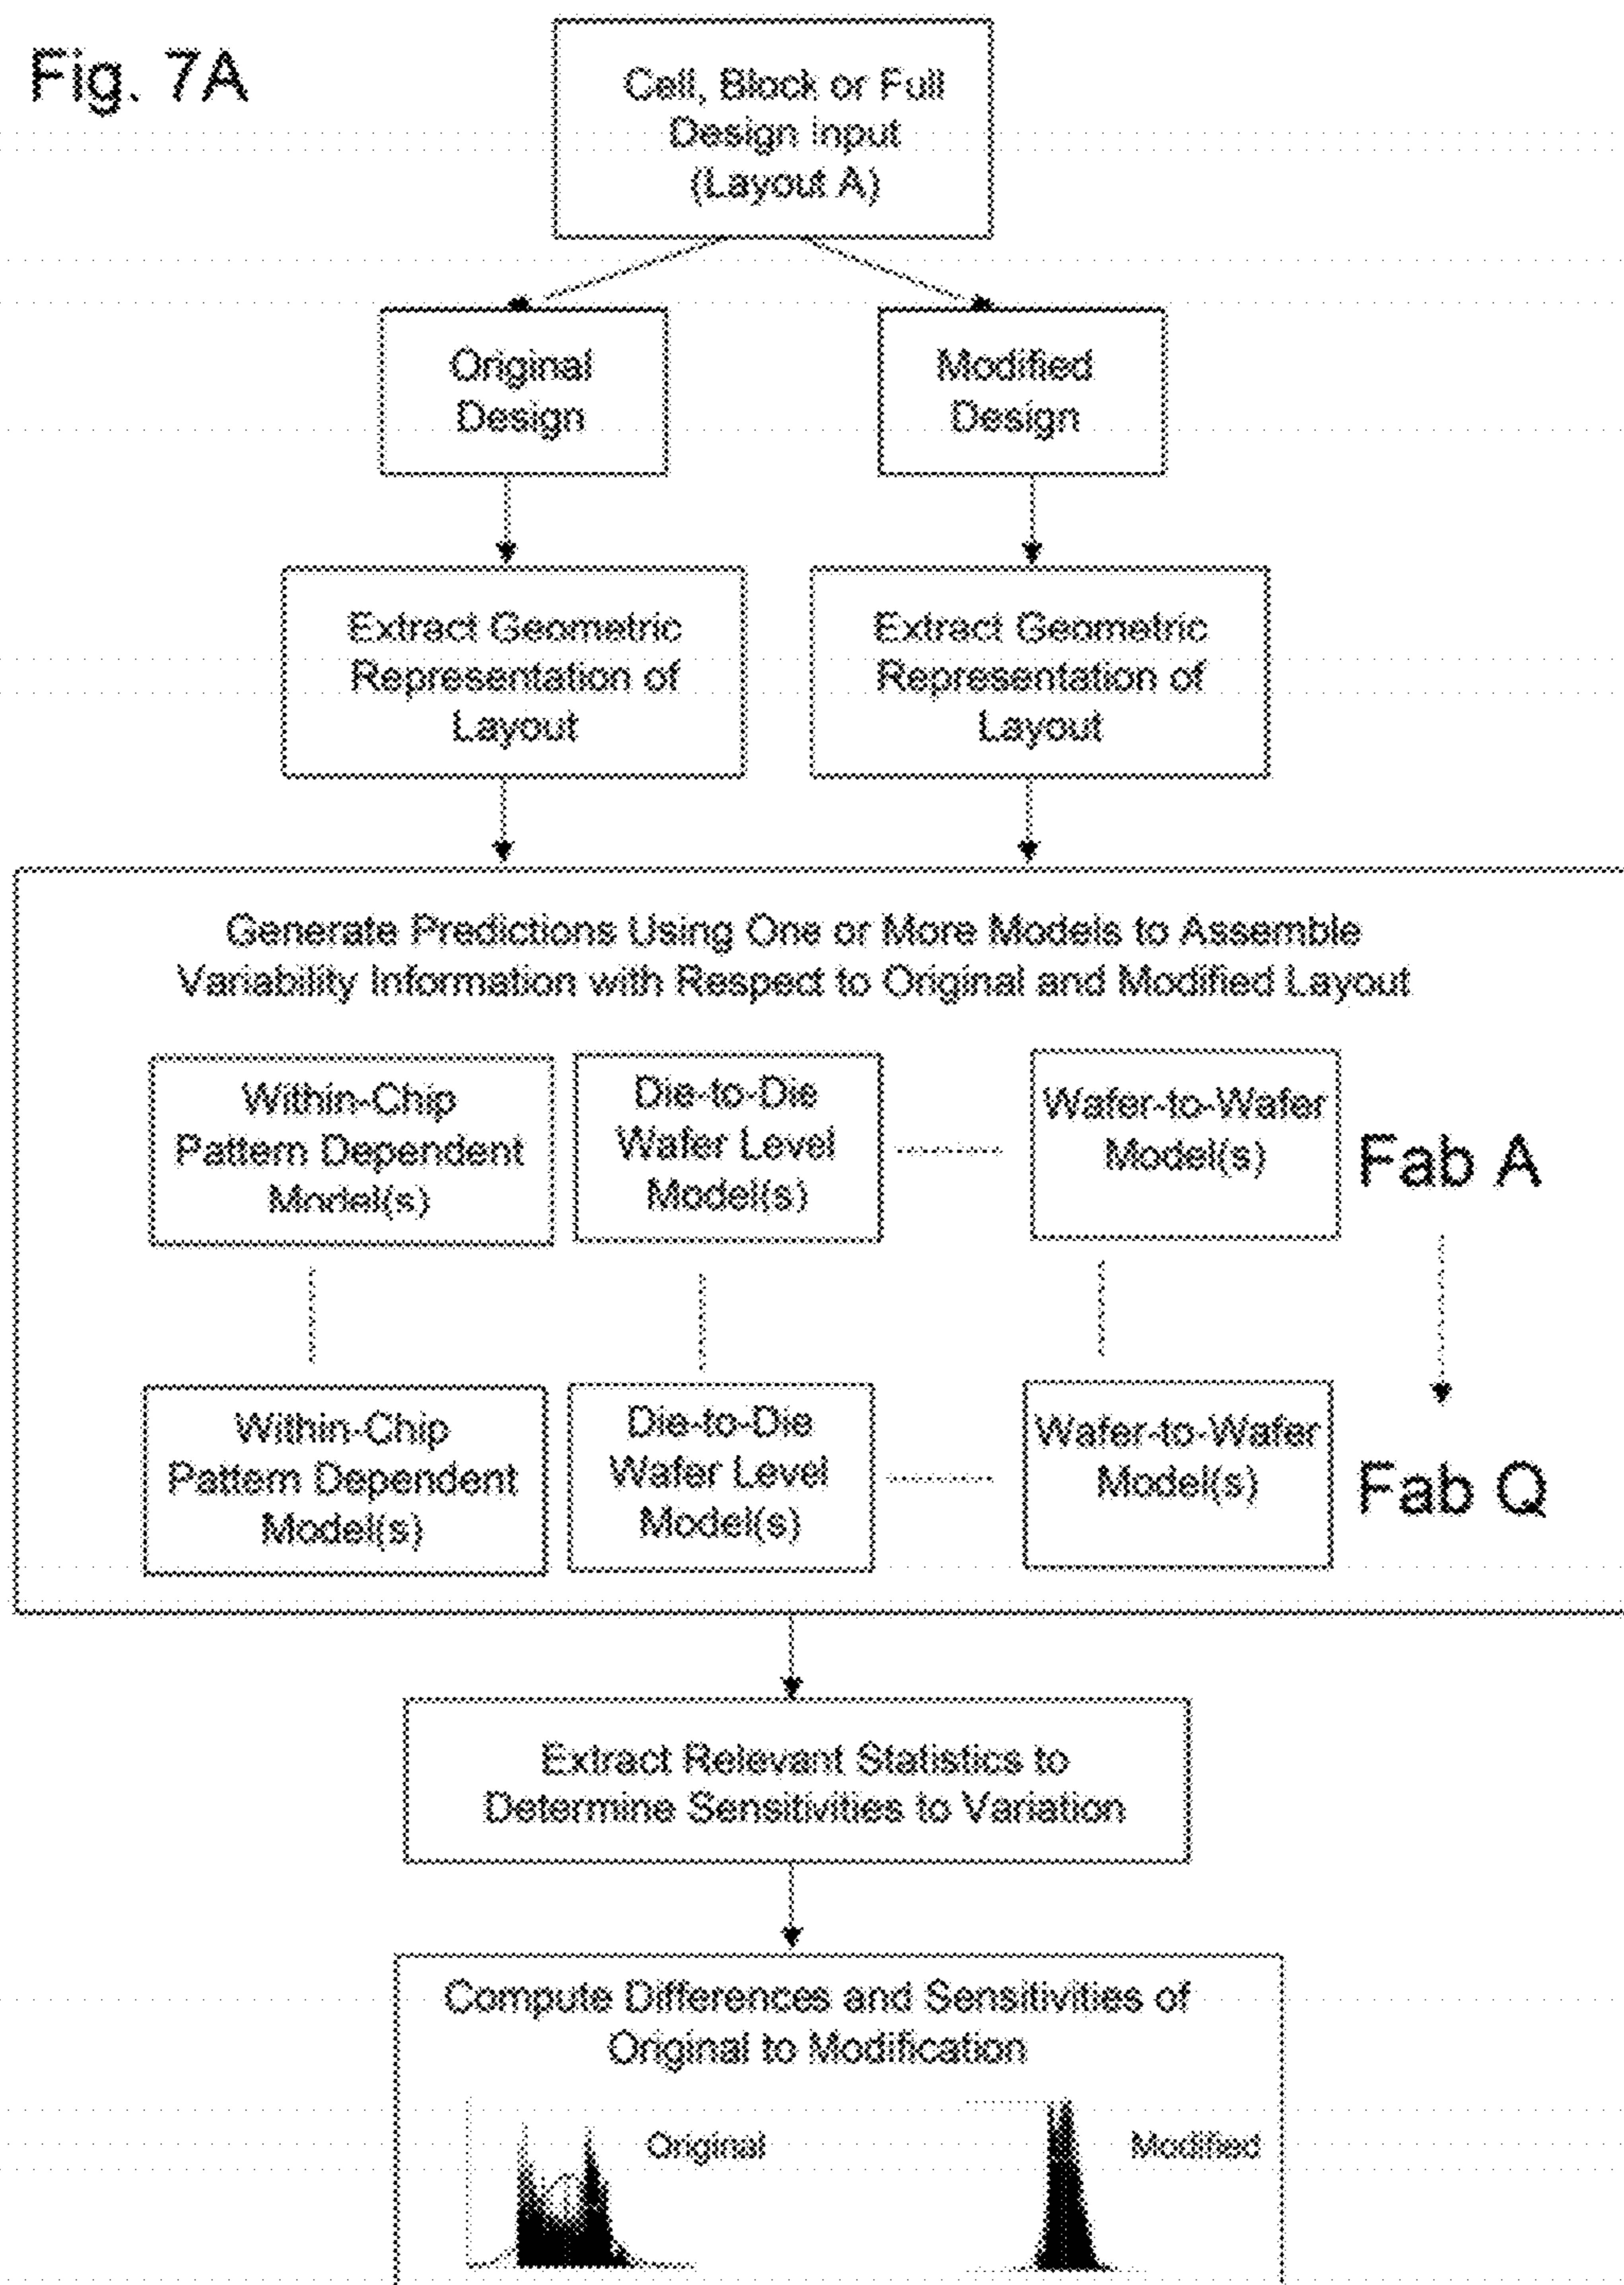 Fig. 7A
Cell, Block or Full
Design Input
(Layout A)
Original
Design
Modified
Design
Extract Geometric
Representation of
Layout
Extract Geometric
Representation of
Layout
Generate Predictions Using One or More Models to Assemble
Variability Information with Respect to Original and Modified Layout
Within-Chip
Pattern Dependent
Model(s)
Die-to-Die
Wafer Level
Model(s)
Wafer-to-Wafer
Model(s)
Fab A
Within-Chip
Pattern Dependent
Model(s)
Die-to-Die
Wafer Level
Model(s)
Wafer-to-Wafer
Model(s)
Fab Q
Extract Relevant Statistics to
Determine Sensitivities to Variation
Compute Differences and Sensitivities of
Original to Modification
Original
Modified